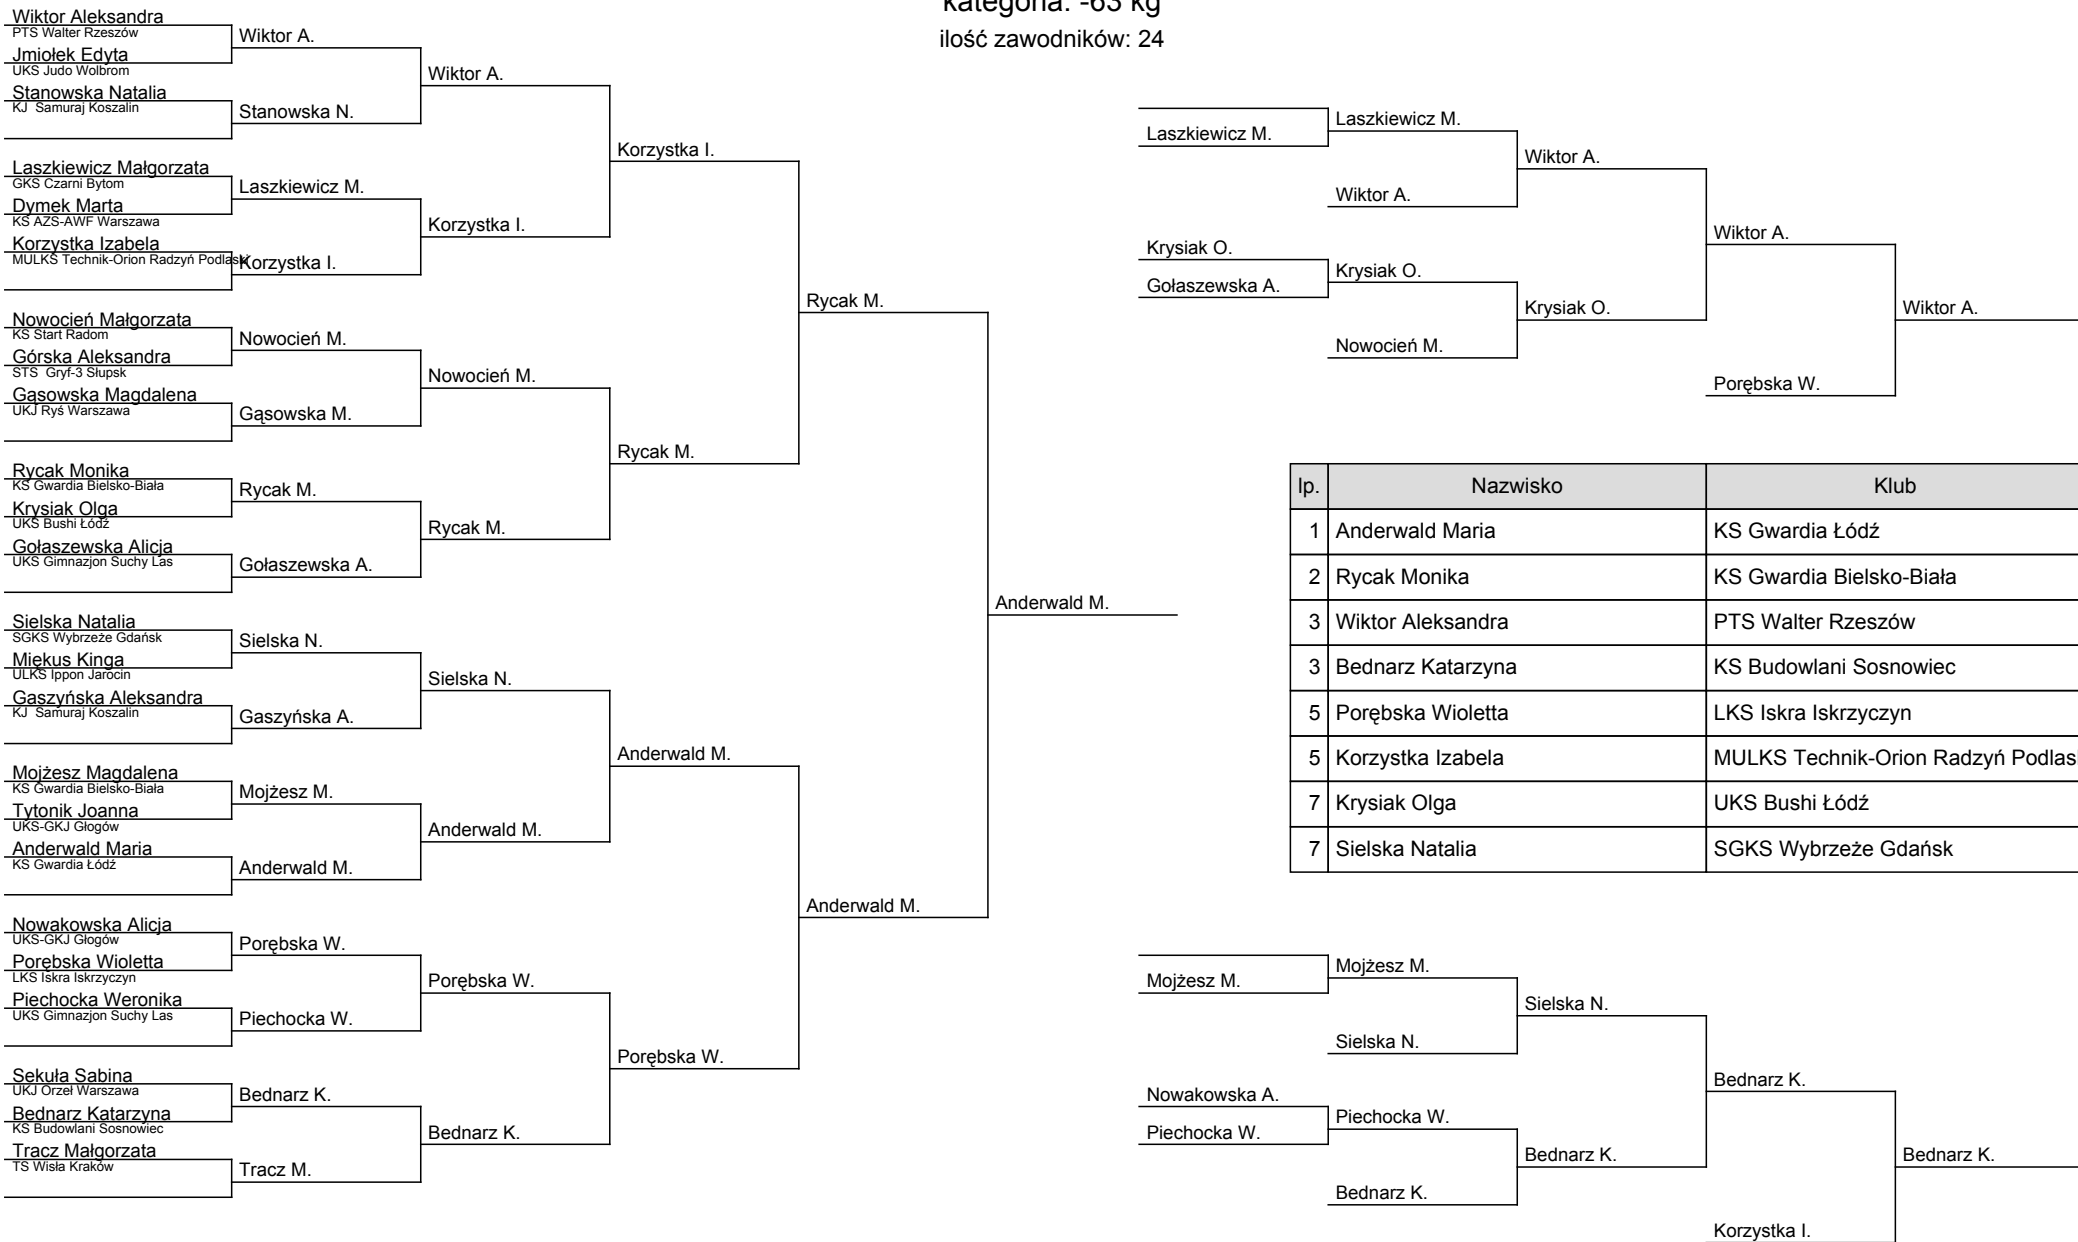 kategoria: -63 kg
ilość zawodników: 24
Wiktor Aleksandra
PTS Walter Rzeszów
Jmiołek Edyta
UKS Judo Wolbrom
Stanowska Natalia
KJ Samuraj Koszalin
Laszkiewicz Małgorzata
GKS Czarni Bytom
Dymek Marta
KS AZS-AWF Warszawa
Korzystka Izabela
MULKS Technik-Orion Radzyń Podlaski
Nowocień Małgorzata
KS Start Radom
Górska Aleksandra
STS Gryf-3 Słupsk
Gąsowska Magdalena
UKJ Ryś Warszawa
Rycak Monika
KS Gwardia Bielsko-Biała
Krysiak Olga
UKS Bushi Łódź
Gołaszewska Alicja
UKS Gimnazjon Suchy Las
Sielska Natalia
SGKS Wybrzeże Gdańsk
Miękus Kinga
ULKS Ippon Jarocin
Gaszyńska Aleksandra
KJ Samuraj Koszalin
Mojżesz Magdalena
KS Gwardia Bielsko-Biała
Tytonik Joanna
UKS-GKJ Głogów
Anderwald Maria
KS Gwardia Łódź
Nowakowska Alicja
UKS-GKJ Głogów
Porębska Wioletta
LKS Iskra Iskrzyczyn
Piechocka Weronika
UKS Gimnazjon Suchy Las
Sekuła Sabina
UKJ Orzeł Warszawa
Bednarz Katarzyna
KS Budowlani Sosnowiec
Tracz Małgorzata
TS Wisła Kraków
Wiktor A.
Stanowska N.
Laszkiewicz M.
Korzystka I.
Nowocień M.
Gąsowska M.
Rycak M.
Gołaszewska A.
Sielska N.
Gaszyńska A.
Mojżesz M.
Anderwald M.
Porębska W.
Piechocka W.
Bednarz K.
Tracz M.
Wiktor A.
Korzystka I.
Nowocień M.
Rycak M.
Sielska N.
Anderwald M.
Porębska W.
Bednarz K.
Korzystka I.
Rycak M.
Anderwald M.
Porębska W.
Rycak M.
Anderwald M.
Anderwald M.
Laszkiewicz M.
Krysiak O.
Gołaszewska A.
Laszkiewicz M.
Wiktor A.
Krysiak O.
Nowocień M.
Wiktor A.
Krysiak O.
Wiktor A.
Porębska W.
Wiktor A.
lp. Nazwisko Klub
1 Anderwald Maria KS Gwardia Łódź
2 Rycak Monika KS Gwardia Bielsko-Biała
3 Wiktor Aleksandra PTS Walter Rzeszów
3 Bednarz Katarzyna KS Budowlani Sosnowiec
5 Porębska Wioletta LKS Iskra Iskrzyczyn
5 Korzystka Izabela MULKS Technik-Orion Radzyń Podlas
7 Krysiak Olga UKS Bushi Łódź
7 Sielska Natalia SGKS Wybrzeże Gdańsk
Mojżesz M.
Nowakowska A.
Piechocka W.
Mojżesz M.
Sielska N.
Piechocka W.
Bednarz K.
Sielska N.
Bednarz K.
Bednarz K.
Korzystka I.
Bednarz K.